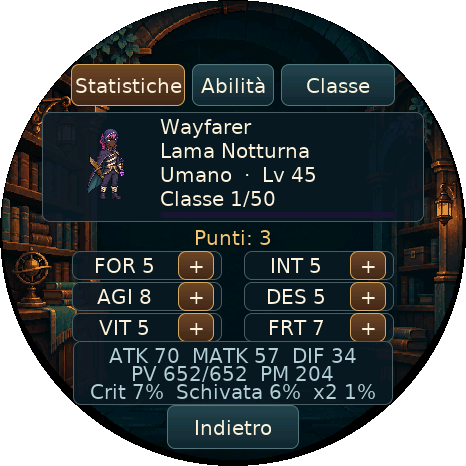 Statistiche Abilità Classe
Wayfarer
Lama Notturna
Umano · Lv 45
Classe 1/50
Punti: 3
FOR 5 + INT 5 +
AGI 8 + DES 5 +
VIT 5 + FRT 7 +
ATK 70 MATK 57 DIF 34
PV 652/652 PM 204
Crit 7% Schivata 6% x2 1%
Indietro